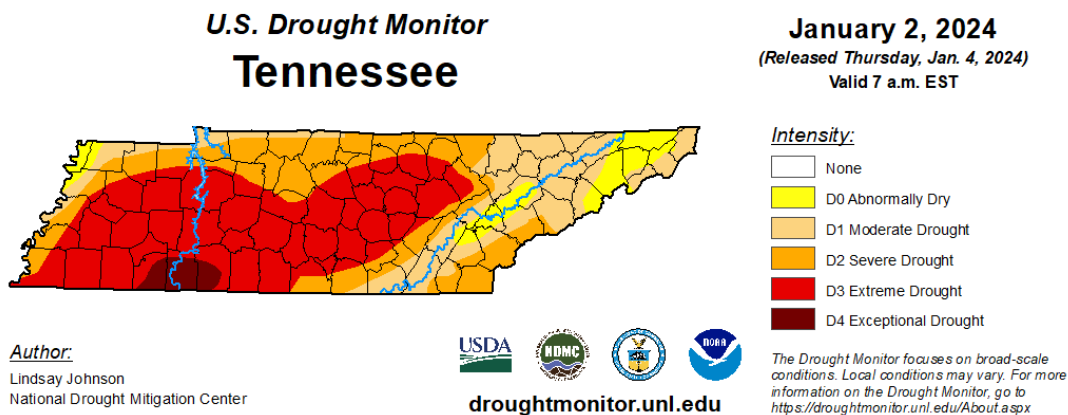 U.S. Drought Monitor
Tennessee
January 2, 2024
(Released Thursday, Jan. 4, 2024)
Valid 7 a.m. EST
Intensity:
None
D0 Abnormally Dry
D1 Moderate Drought
D2 Severe Drought
D3 Extreme Drought
D4 Exceptional Drought
Author:
Lindsay Johnson
National Drought Mitigation Center
USDA
NDMC
NOAA
droughtmonitor.unl.edu
The Drought Monitor focuses on broad-scale
conditions. Local conditions may vary. For more
information on the Drought Monitor, go to
https://droughtmonitor.unl.edu/About.aspx